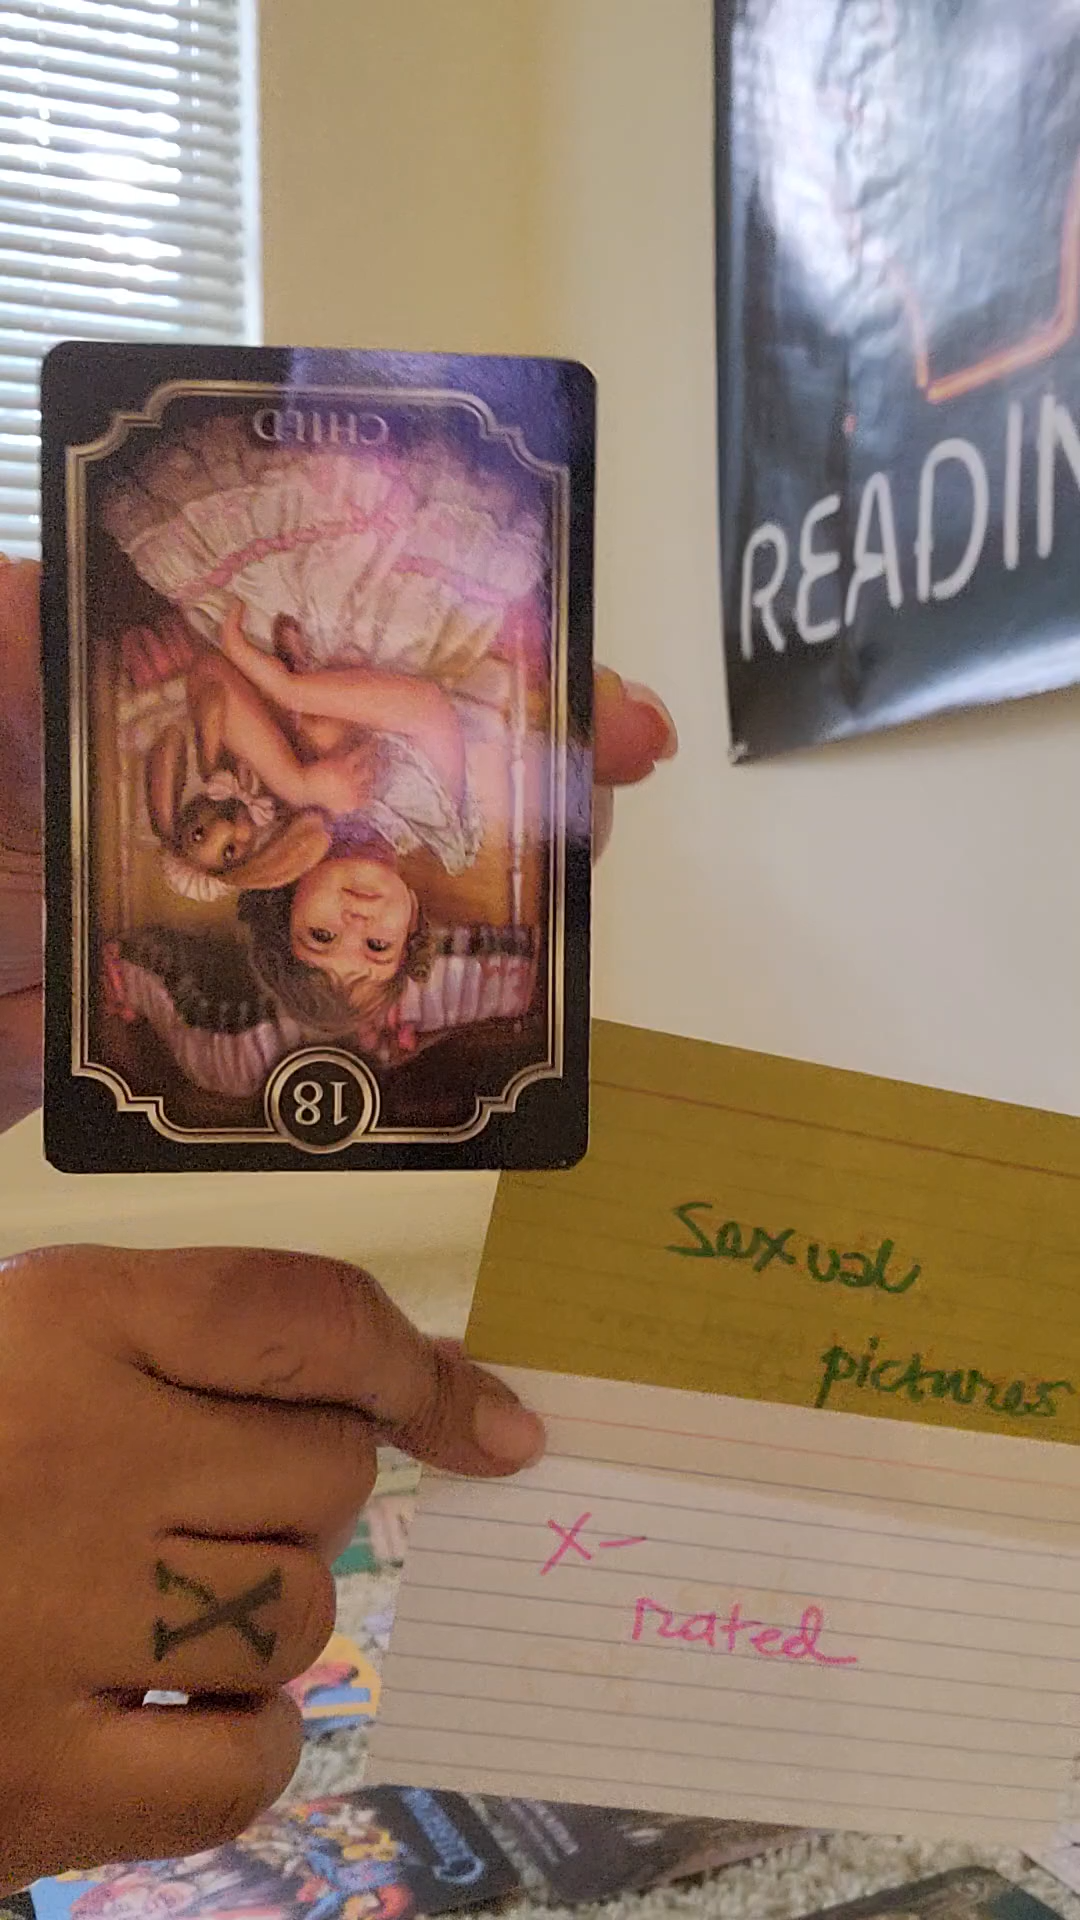 CHILD
18
READIN
Sexual
pictures
X-
rated
X